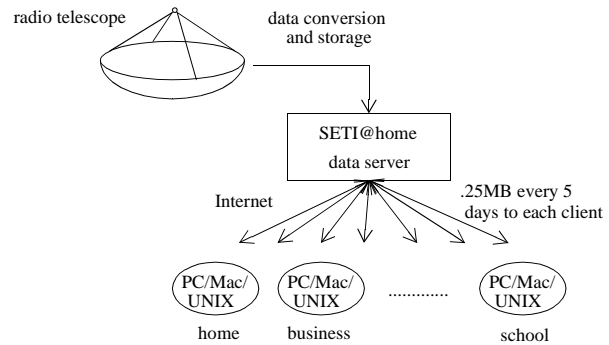 radio telescope
data conversion
and storage
SETI@home
data server
Internet
.25MB every 5
days to each client
PC/Mac/
UNIX
PC/Mac/
UNIX
.............
PC/Mac/
UNIX
home
business
school